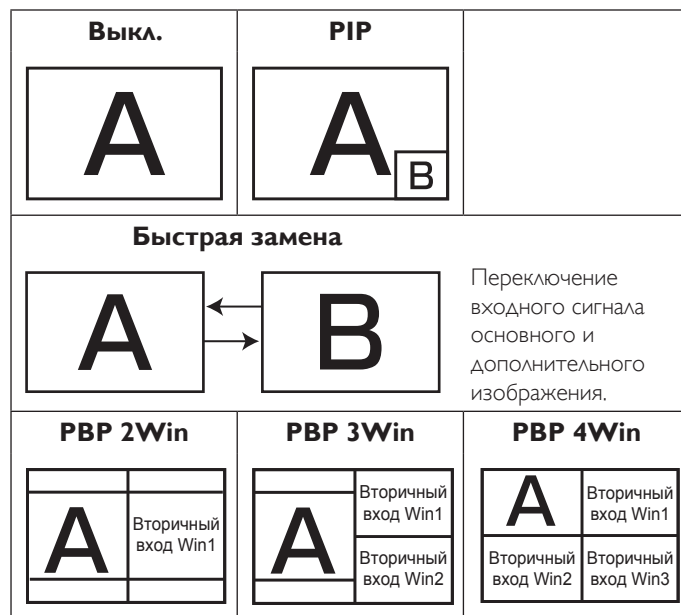 Выкл.
PIP
A
A
B
Быстрая замена
A
B
Переключение
входного сигнала
основного и
дополнительного
изображения.
PBP 2Win
PBP 3Win
PBP 4Win
A
Вторичный
вход Win1
A
Вторичный
вход Win1
Вторичный
вход Win2
A
Вторичный
вход Win1
Вторичный
вход Win2
Вторичный
вход Win3